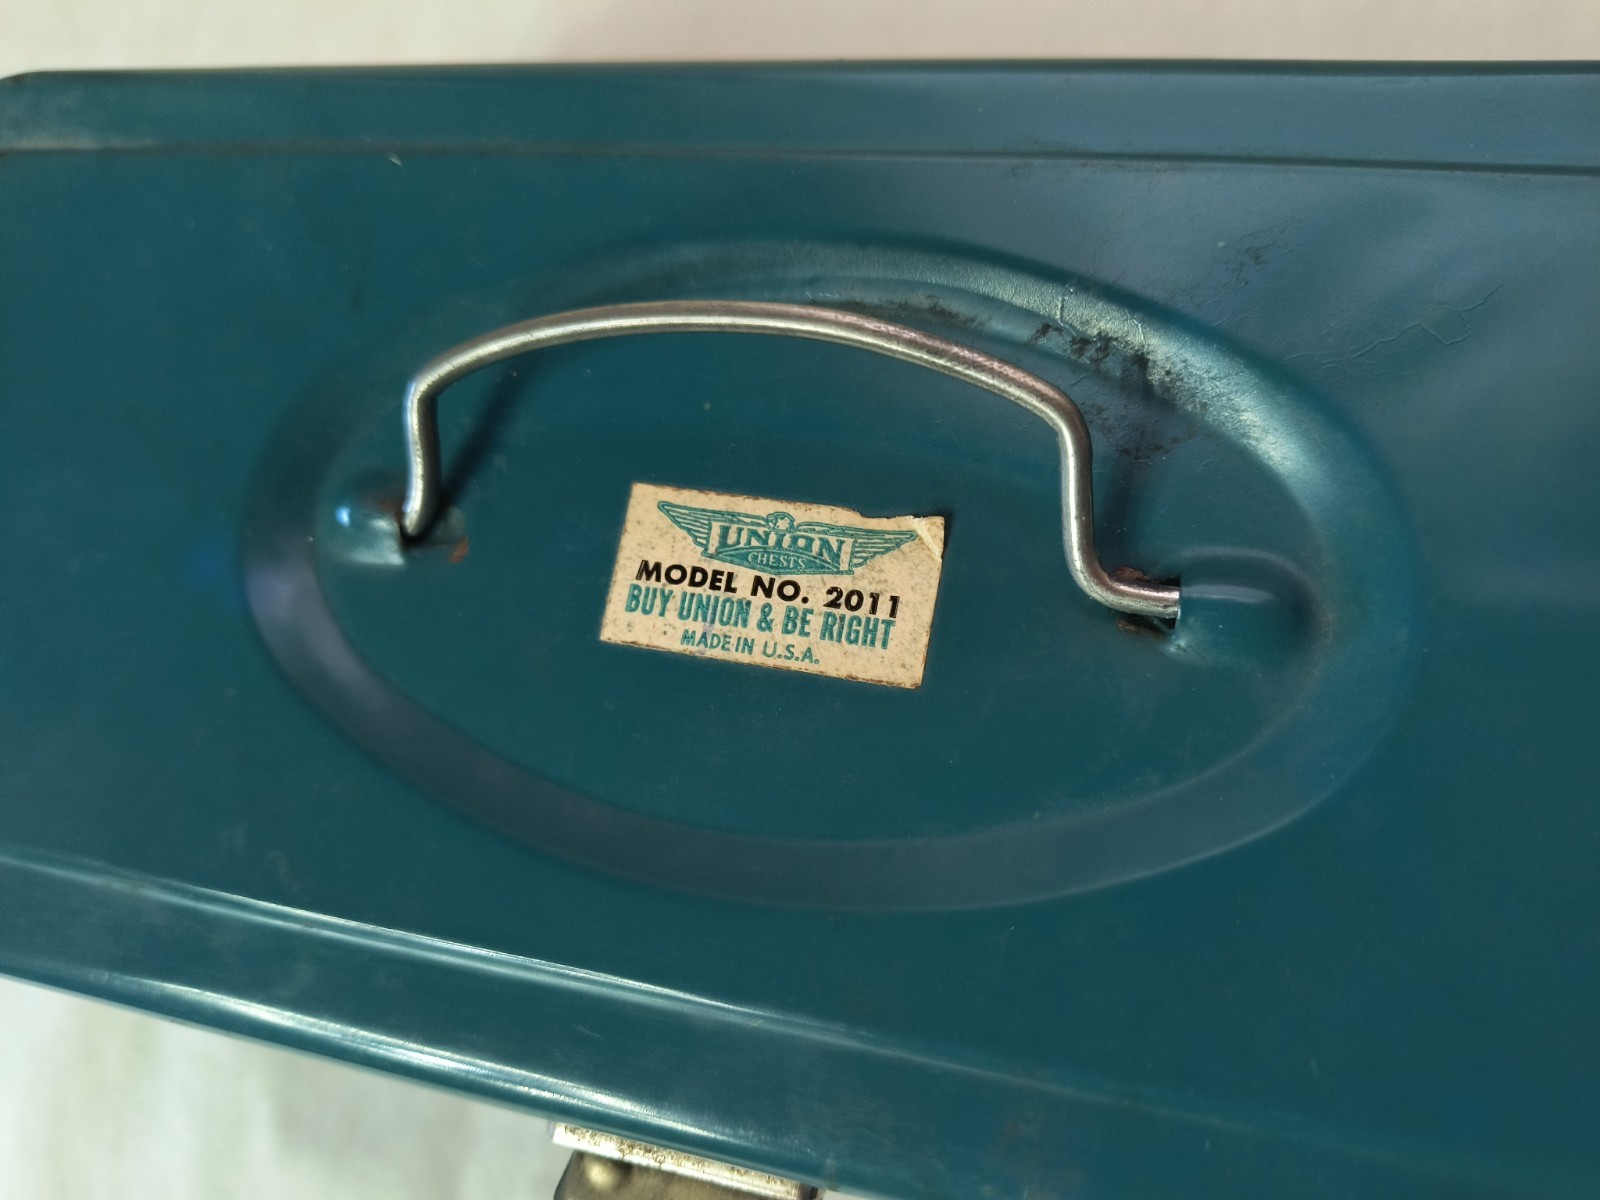 UNION
CHESTS
MODEL NO. 2011
BUY UNION & BE RIGHT
MADE IN U.S.A.